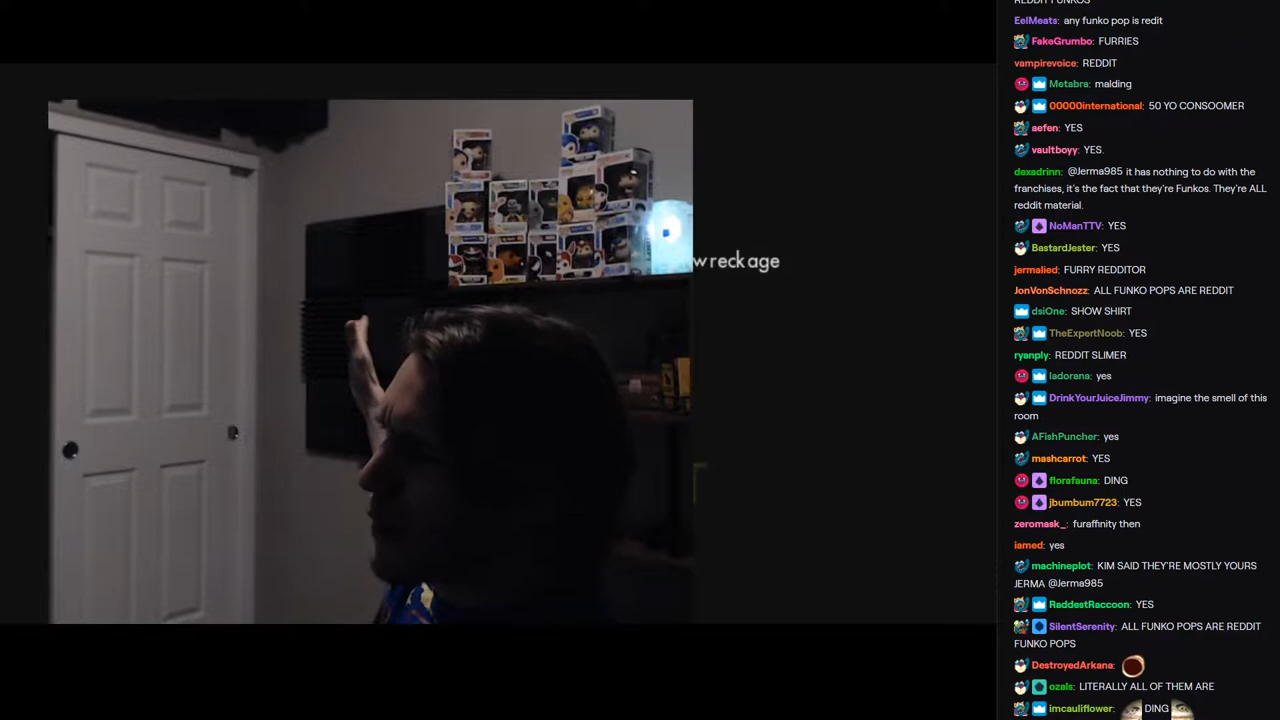 wreckage
REDDIT FUNKOS
EelMeats: any funko pop is redit
FakeGrumbo: FURRIES
vampirevoice: REDDIT
Metabra: malding
00000international: 50 YO CONSOOMER
aefen: YES
vaultboyy: YES.
daxadrinn: @Jerma985 it has nothing to do with the
franchises, it's the fact that they're Funkos. They're ALL
reddit material.
NoManTTV: YES
BastardJester: YES
jermalied: FURRY REDDITOR
JonVonSchnozz: ALL FUNKO POPS ARE REDDIT
dsiOne: SHOW SHIRT
TheExpertNoob: YES
ryanply: REDDIT SLIMER
ladorana: yes
DrinkYourJuiceJimmy: imagine the smell of this
room
AFishPuncher: yes
mashcarrot: YES
florafauna: DING
jbumbum7723: YES
zeromask_: furaffinity then
iamed: yes
machineplot: KIM SAID THEY'RE MOSTLY YOURS
JERMA @Jerma985
RaddestRaccoon: YES
SilentSerenity: ALL FUNKO POPS ARE REDDIT
FUNKO POPS
DestroyedArkana:
ozals: LITERALLY ALL OF THEM ARE
imcauliflower: DING